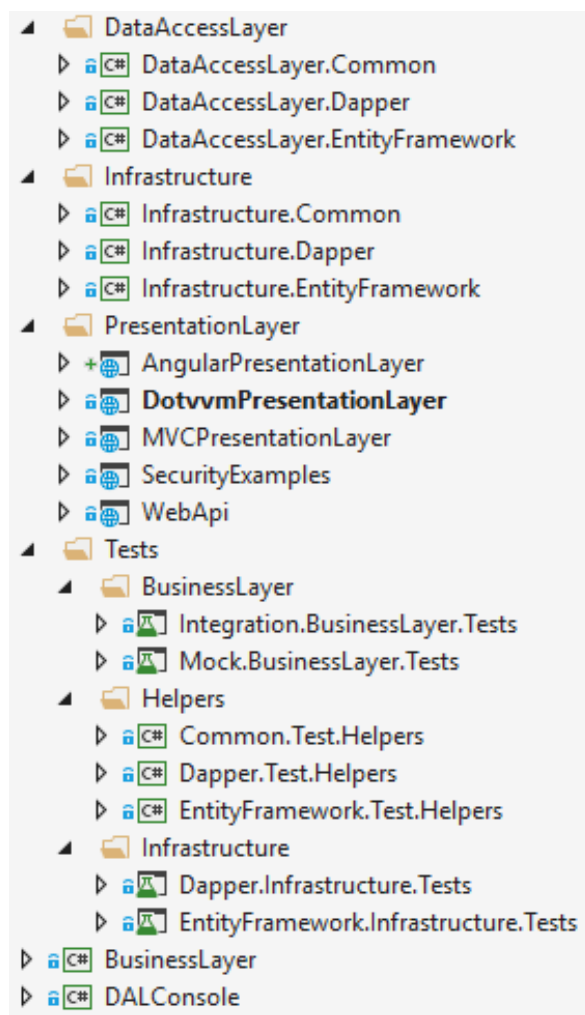 DataAccessLayer
C# DataAccessLayer.Common
C# DataAccessLayer.Dapper
C# DataAccessLayer.EntityFramework
Infrastructure
C# Infrastructure.Common
C# Infrastructure.Dapper
C# Infrastructure.EntityFramework
PresentationLayer
AngularPresentationLayer
DotvvmPresentationLayer
MVCPresentationLayer
SecurityExamples
WebApi
Tests
BusinessLayer
Integration.BusinessLayer.Tests
Mock.BusinessLayer.Tests
Helpers
C# Common.Test.Helpers
C# Dapper.Test.Helpers
C# EntityFramework.Test.Helpers
Infrastructure
Dapper.Infrastructure.Tests
EntityFramework.Infrastructure.Tests
C# BusinessLayer
C# DALConsole